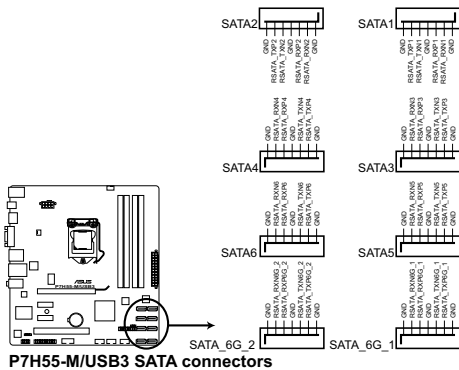 SATA2
GND
RSATA_TXP2
RSATA_TXN2
GND
RSATA_RXP2
RSATA_RXN2
GND
SATA1
GND
RSATA_TXP1
RSATA_TXN1
GND
RSATA_RXP1
RSATA_RXN1
GND
SATA4
GND
RSATA_RXN4
RSATA_RXP4
GND
RSATA_TXN4
RSATA_TXP4
GND
SATA3
GND
RSATA_RXN3
RSATA_RXP3
GND
RSATA_TXN3
RSATA_TXP3
GND
SATA6
GND
RSATA_RXN6
RSATA_RXP6
GND
RSATA_TXN6
RSATA_TXP6
GND
SATA5
GND
RSATA_RXN5
RSATA_RXP5
GND
RSATA_TXN5
RSATA_TXP5
GND
SATA_6G_2
GND
RSATA_RXN6G_2
RSATA_RXP6G_2
GND
RSATA_TXN6G_2
RSATA_TXP6G_2
GND
SATA_6G_1
GND
RSATA_RXN6G_1
RSATA_RXP6G_1
GND
RSATA_TXN6G_1
RSATA_TXP6G_1
GND
ASUS
P7H55-M/USB3
P7H55-M/USB3 SATA connectors